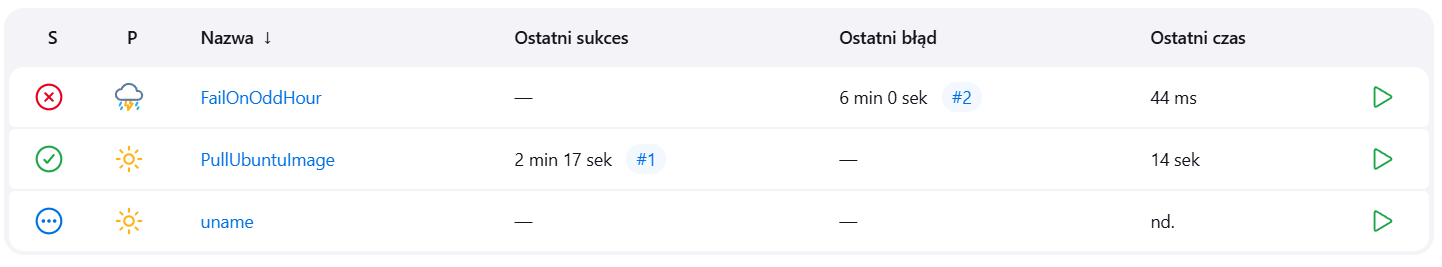 S P Nazwa ↓ Ostatni sukces Ostatni błąd Ostatni czas
FailOnOddHour — 6 min 0 sek #2 44 ms
PullUbuntuImage 2 min 17 sek #1 — 14 sek
uname — — nd.